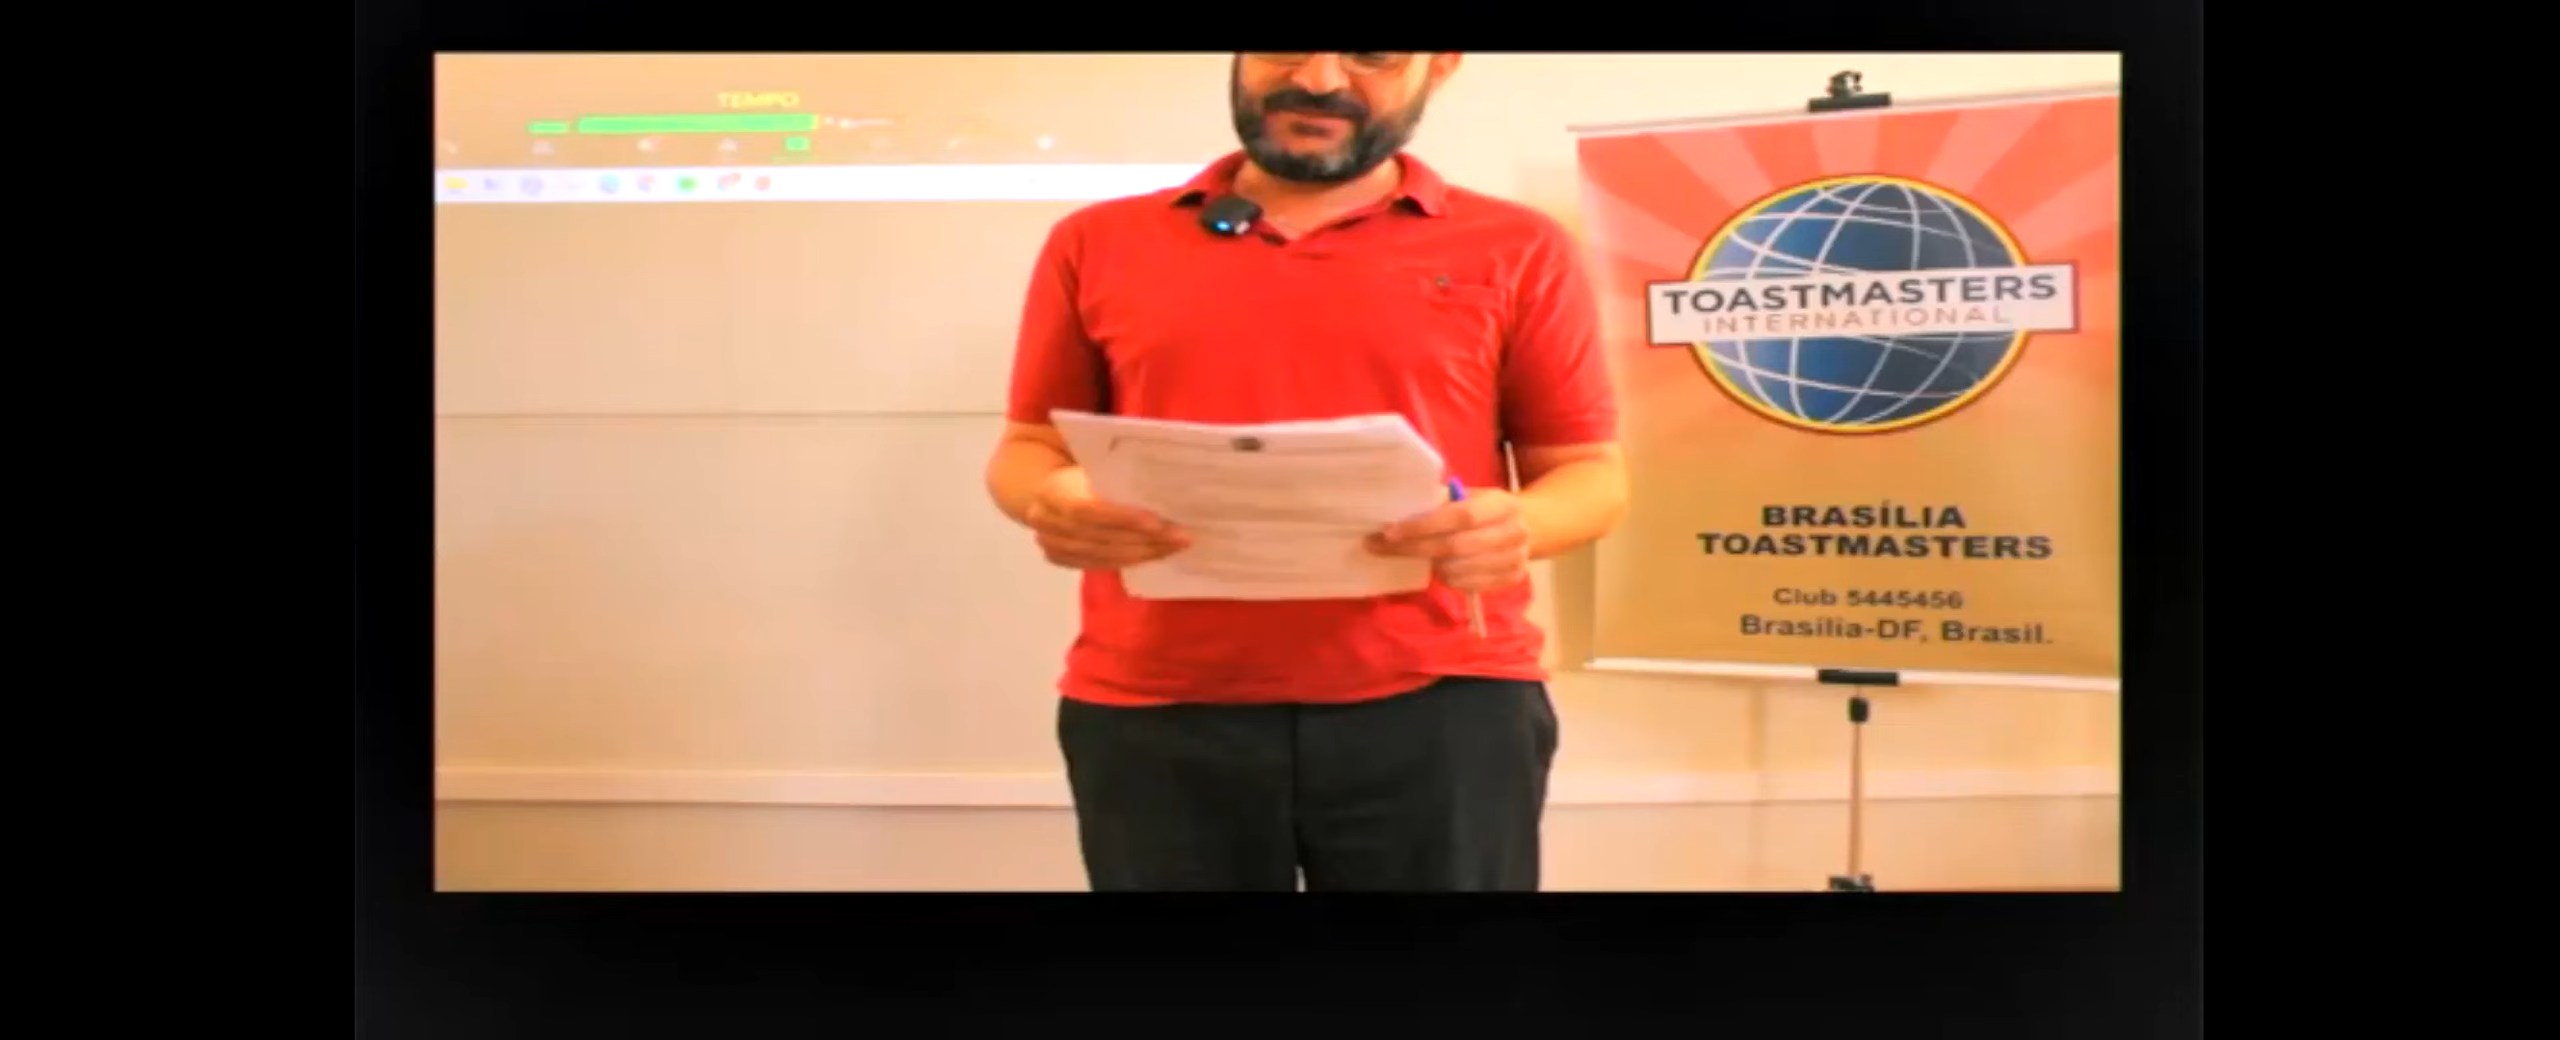 TEMPO
TOASTMASTERS
INTERNATIONAL
BRASÍLIA
TOASTMASTERS
Club 5445456
Brasília-DF, Brasil.